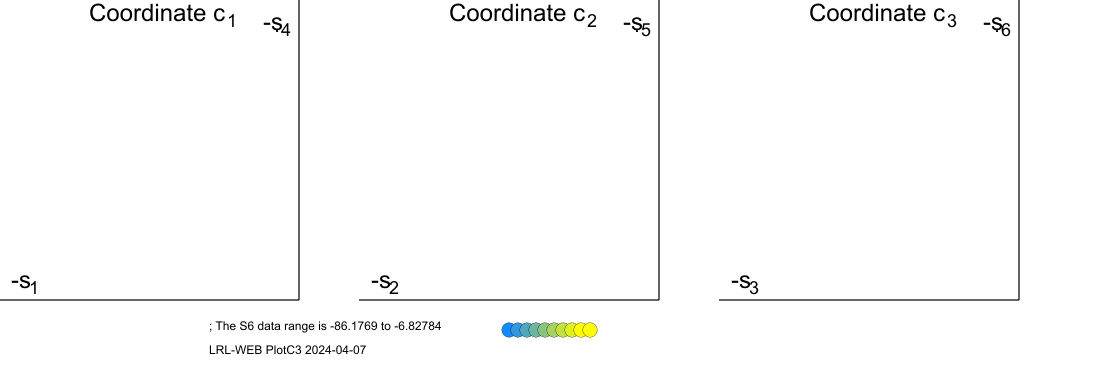 Coordinate c1 -s4
Coordinate c2 -s5
Coordinate c3 -s6
-s1
-s2
-s3
; The S6 data range is -86.1769 to -6.82784
LRL-WEB PlotC3 2024-04-07